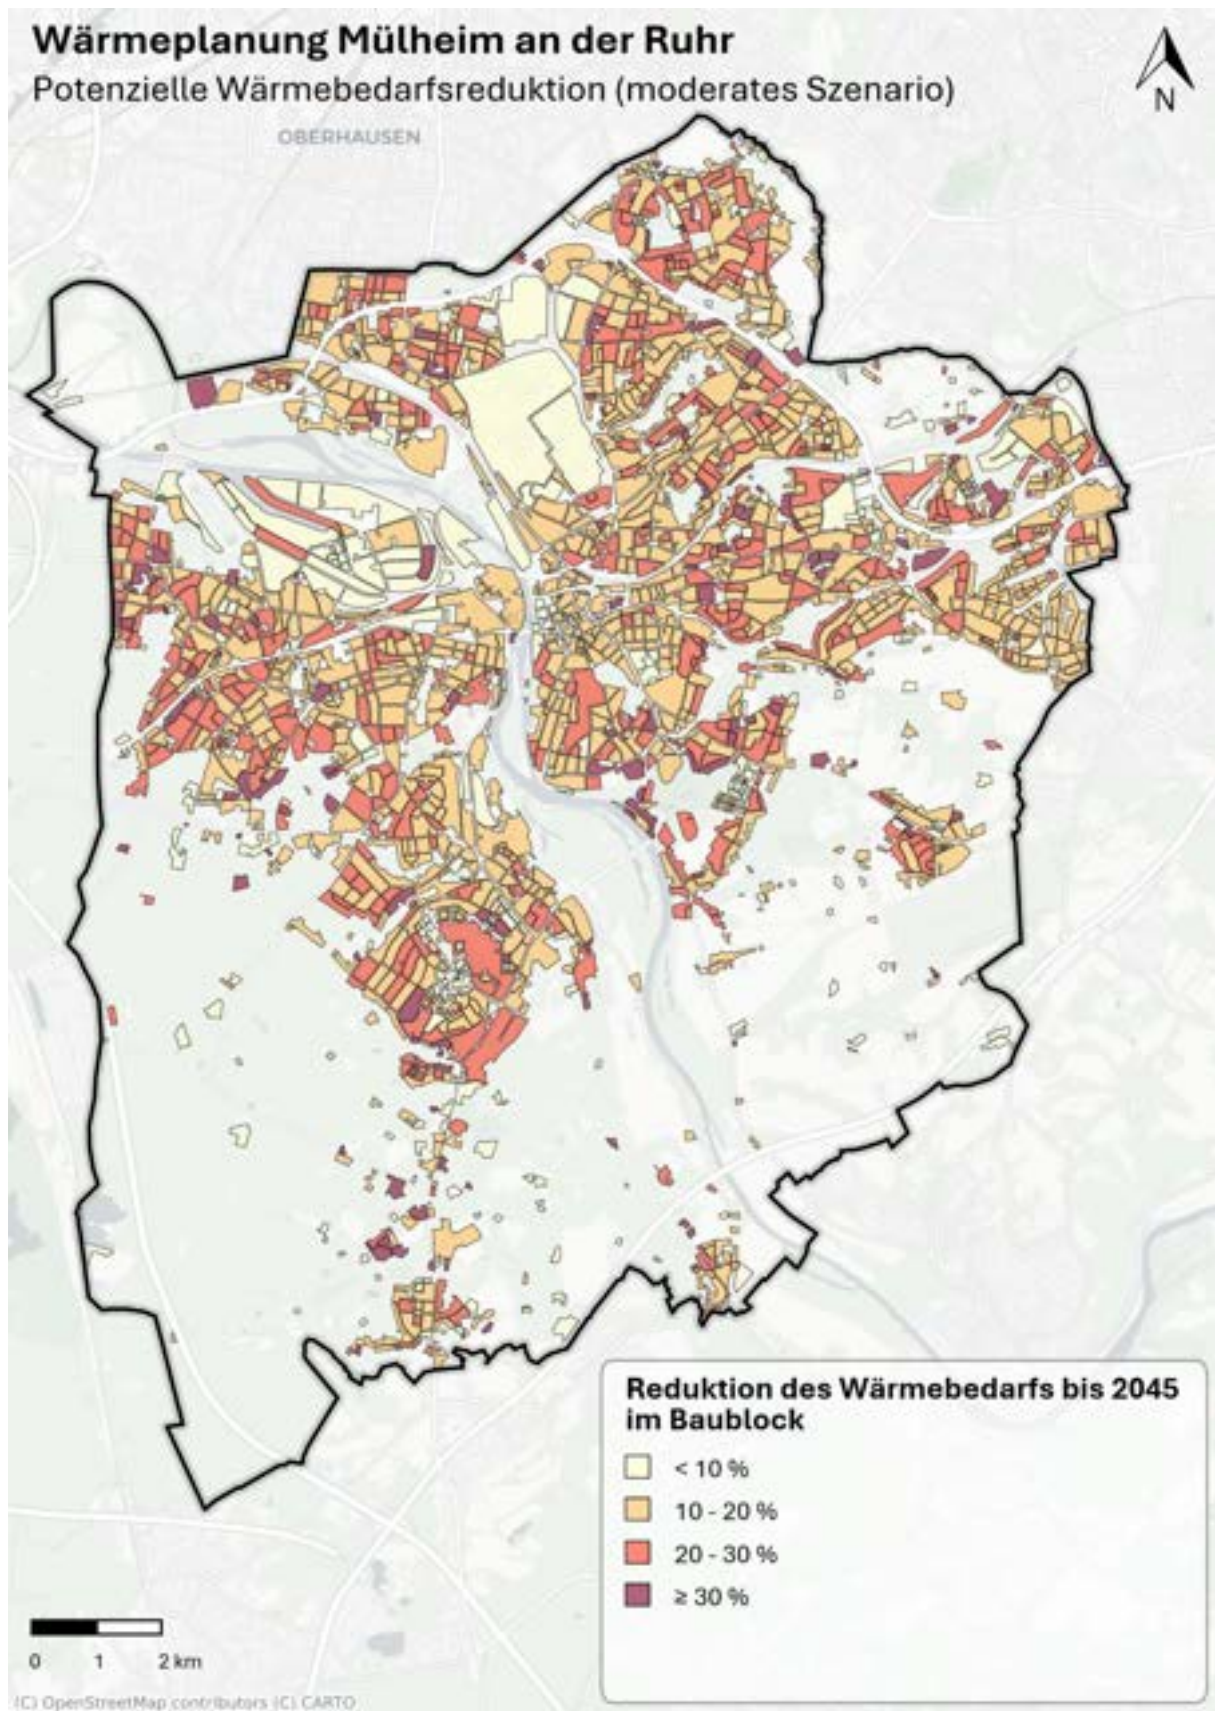 Wärmeplanung Mülheim an der Ruhr
Potenzielle Wärmebedarfsreduktion (moderates Szenario)
N
OBERHAUSEN
Reduktion des Wärmebedarfs bis 2045
im Baublock
< 10 %
10 - 20 %
20 - 30 %
≥ 30 %
0 1 2 km
(C) OpenStreetMap contributors (C) CARTO